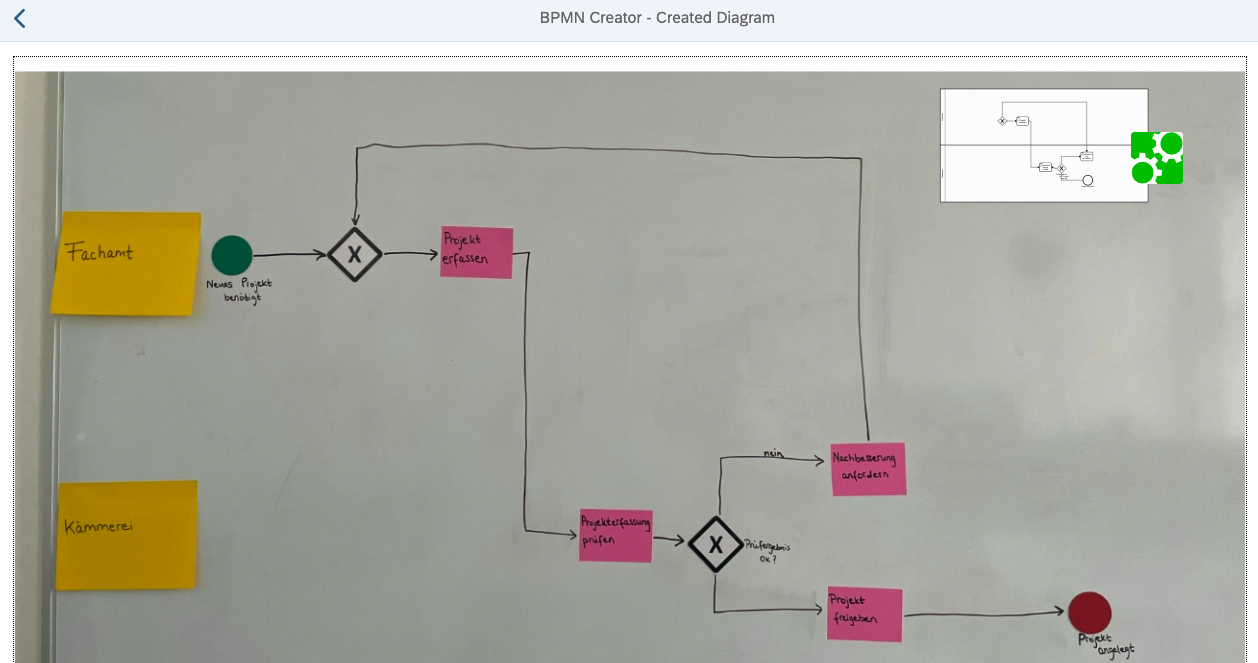 BPMN Creator - Created Diagram
Fachamt
Neues Projekt
benötigt
X
Projekt
erfassen
nein
Nachbesserung
anfordern
Kämmerei
Projekterfassung
prüfen
X
Prüfergebnis
ok?
Projekt
freigeben
Projekt
angelegt